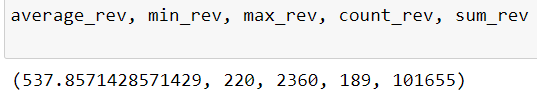 average_rev, min_rev, max_rev, count_rev, sum_rev
(537.8571428571429, 220, 2360, 189, 101655)